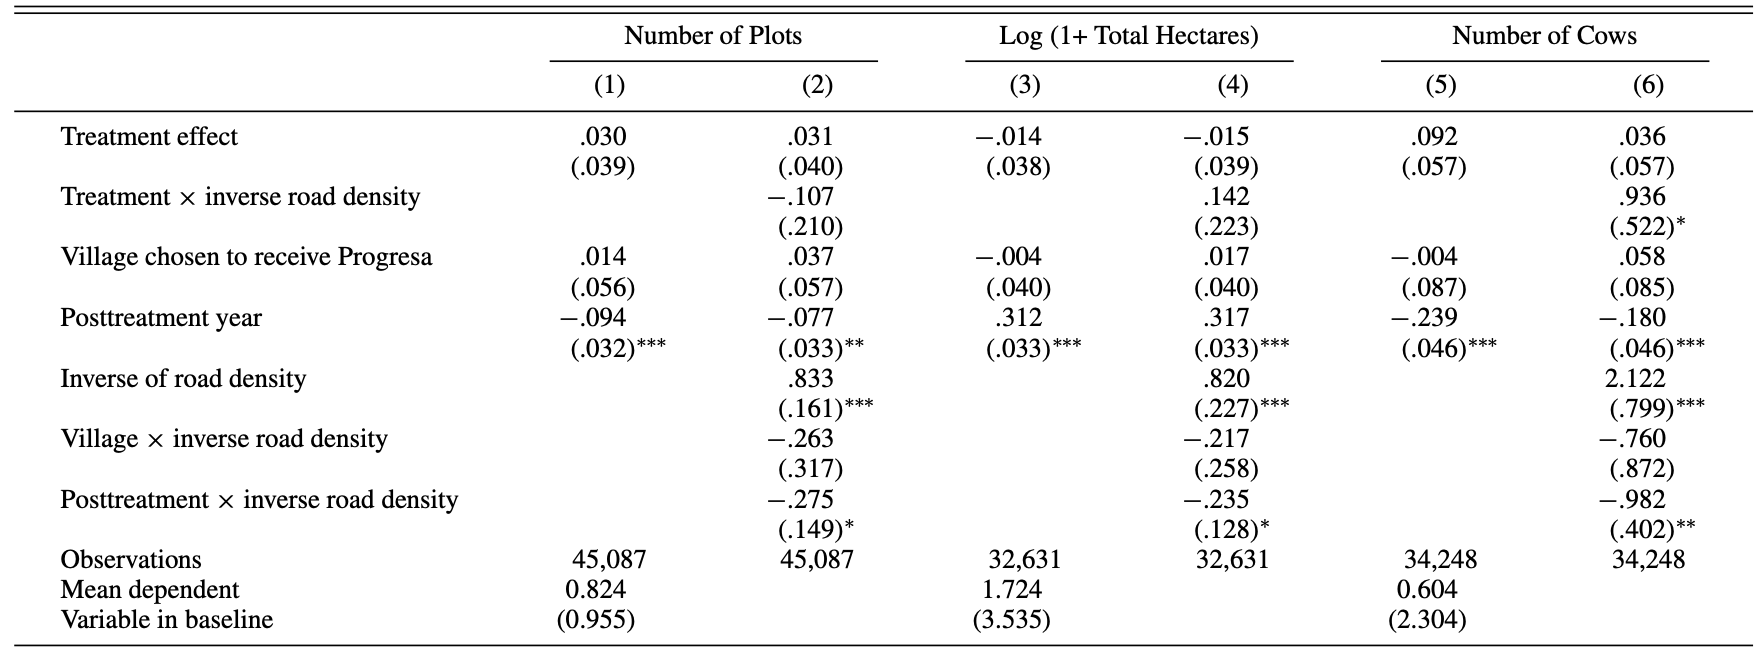 Number of Plots Log (1+ Total Hectares) Number of Cows
(1) (2) (3) (4) (5) (6)
Treatment effect .030 .031 −.014 −.015 .092 .036
(.039) (.040) (.038) (.039) (.057) (.057)
Treatment × inverse road density −.107 .142 .936
(.210) (.223) (.522)*
Village chosen to receive Progresa .014 .037 −.004 .017 −.004 .058
(.056) (.057) (.040) (.040) (.087) (.085)
Posttreatment year −.094 −.077 .312 .317 −.239 −.180
(.032)*** (.033)** (.033)*** (.033)*** (.046)*** (.046)***
Inverse of road density .833 .820 2.122
(.161)*** (.227)*** (.799)***
Village × inverse road density −.263 −.217 −.760
(.317) (.258) (.872)
Posttreatment × inverse road density −.275 −.235 −.982
(.149)* (.128)* (.402)**
Observations 45,087 45,087 32,631 32,631 34,248 34,248
Mean dependent 0.824 1.724 0.604
Variable in baseline (0.955) (3.535) (2.304)